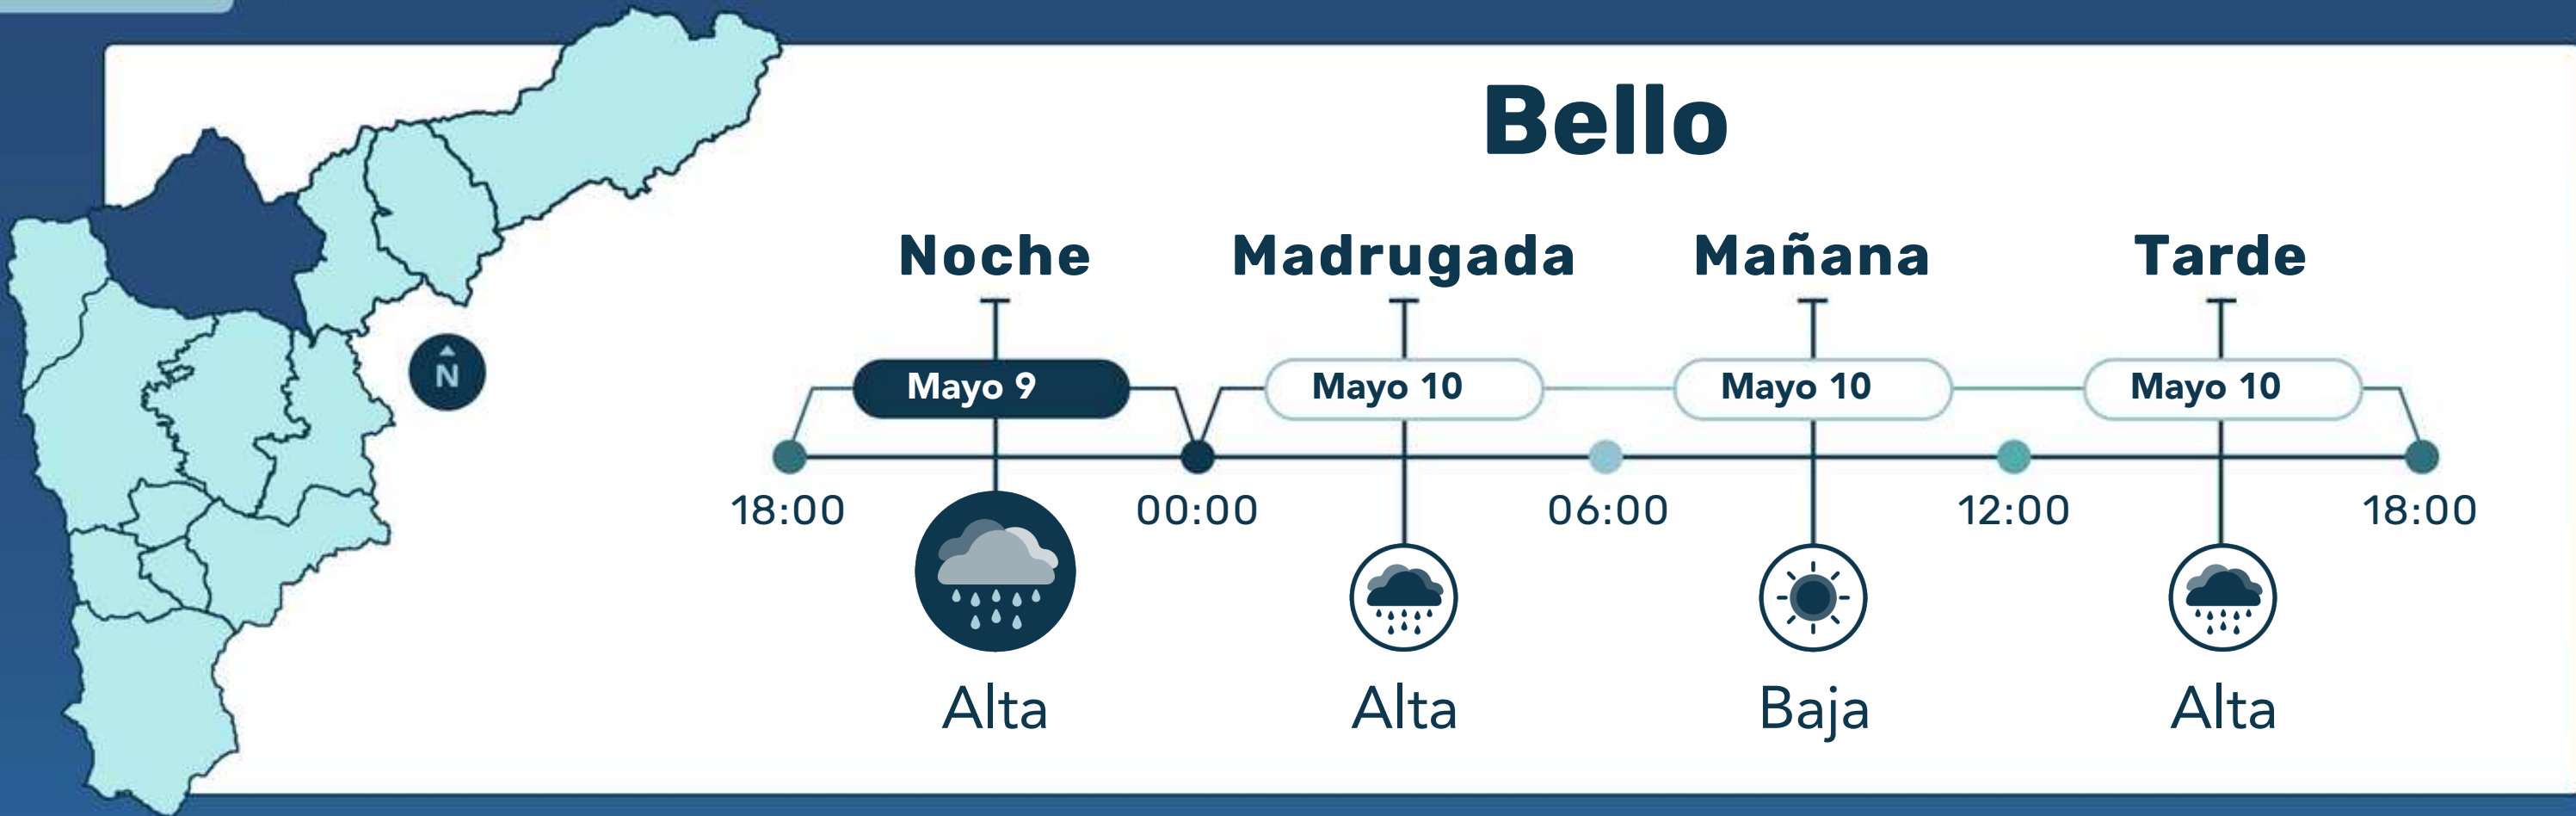 Bello
Noche Madrugada Mañana Tarde
Mayo 9 Mayo 10 Mayo 10 Mayo 10
N
18:00 00:00 06:00 12:00 18:00
Alta Alta Baja Alta